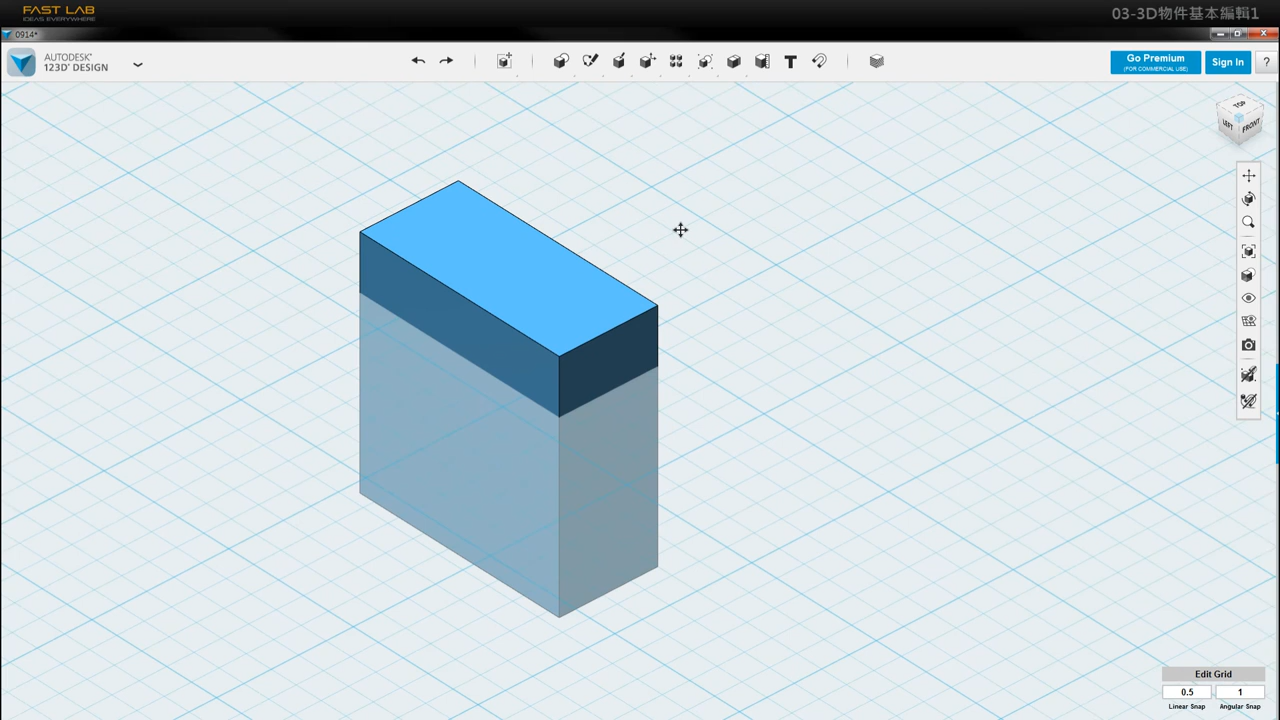 FAST LAB
IDEAS EVERYWHERE
03-3D物件基本編輯1
0914*
AUTODESK®
123D® DESIGN
T
Go Premium
(FOR COMMERCIAL USE)
Sign In
?
TOP
LEFT
FRONT
Edit Grid
0.5
1
Linear Snap
Angular Snap